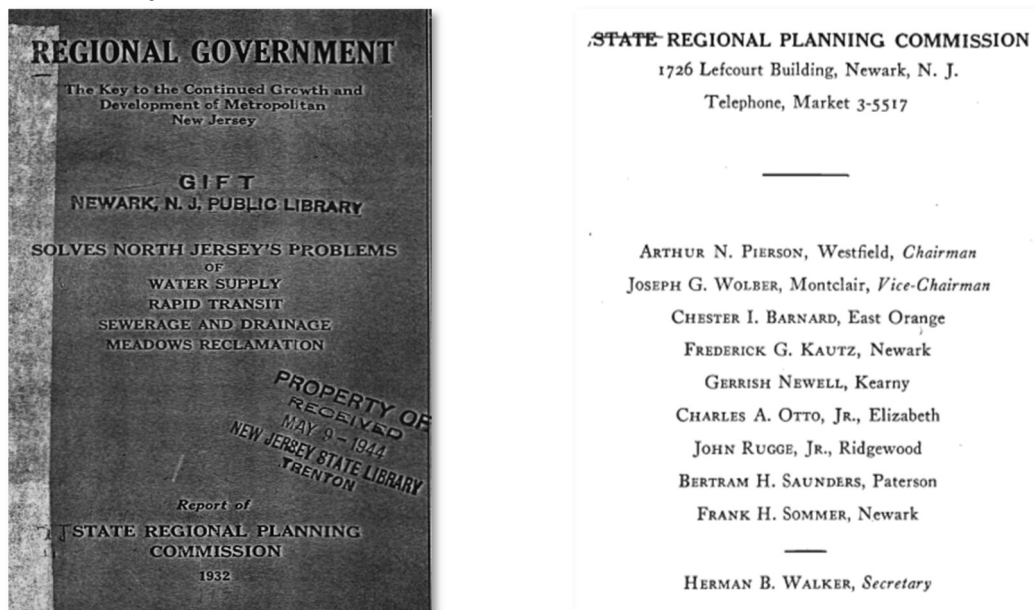 REGIONAL GOVERNMENT
The Key to the Continued Growth and
Development of Metropolitan
New Jersey
GIFT
NEWARK, N. J. PUBLIC LIBRARY
SOLVES NORTH JERSEY'S PROBLEMS
OF
WATER SUPPLY
RAPID TRANSIT
SEWERAGE AND DRAINAGE
MEADOWS RECLAMATION
PROPERTY OF
RECEIVED
MAY 9 - 1944
NEW JERSEY STATE LIBRARY
TRENTON
Report of
STATE REGIONAL PLANNING
COMMISSION
1932
STATE REGIONAL PLANNING COMMISSION
1726 Lefcourt Building, Newark, N. J.
Telephone, Market 3-5517
ARTHUR N. PIERSON, Westfield, Chairman
JOSEPH G. WOLBER, Montclair, Vice-Chairman
CHESTER I. BARNARD, East Orange
FREDERICK G. KAUTZ, Newark
GERRISH NEWELL, Kearny
CHARLES A. OTTO, JR., Elizabeth
JOHN RUGGE, JR., Ridgewood
BERTRAM H. SAUNDERS, Paterson
FRANK H. SOMMER, Newark
HERMAN B. WALKER, Secretary